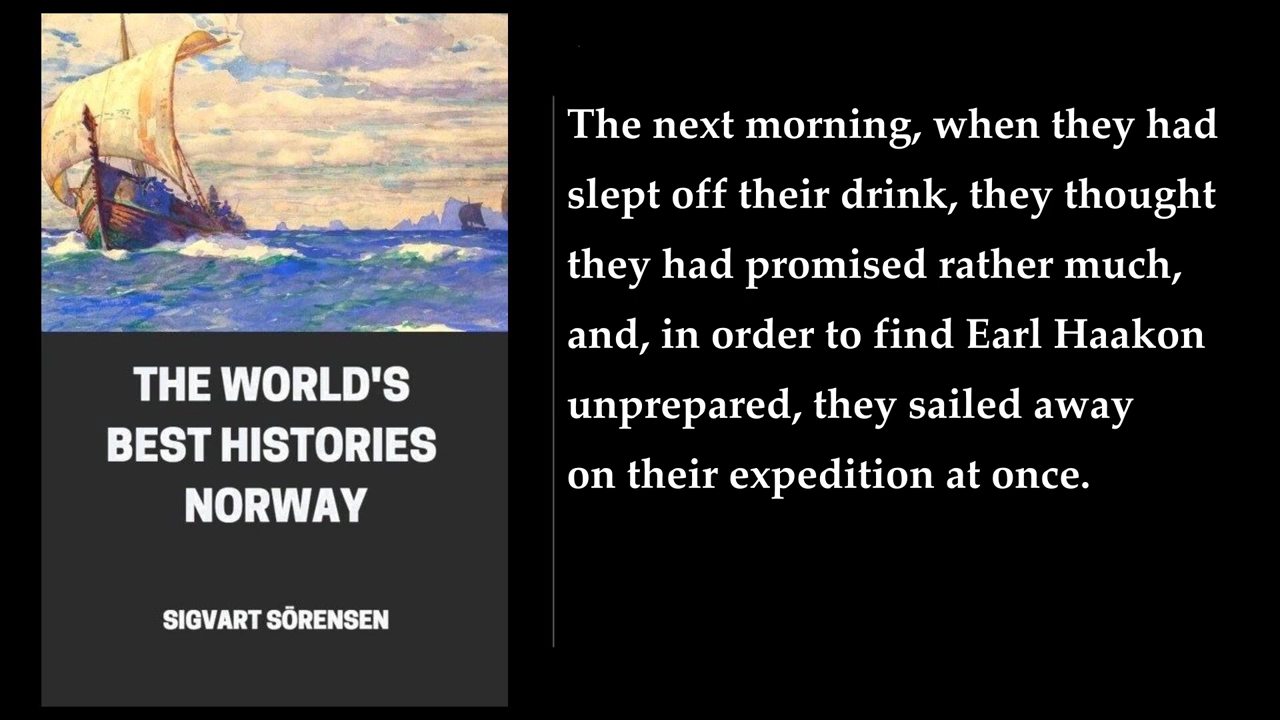 THE WORLD'S
BEST HISTORIES
NORWAY
SIGVART SÖRENSEN
The next morning, when they had
slept off their drink, they thought
they had promised rather much,
and, in order to find Earl Haakon
unprepared, they sailed away
on their expedition at once.